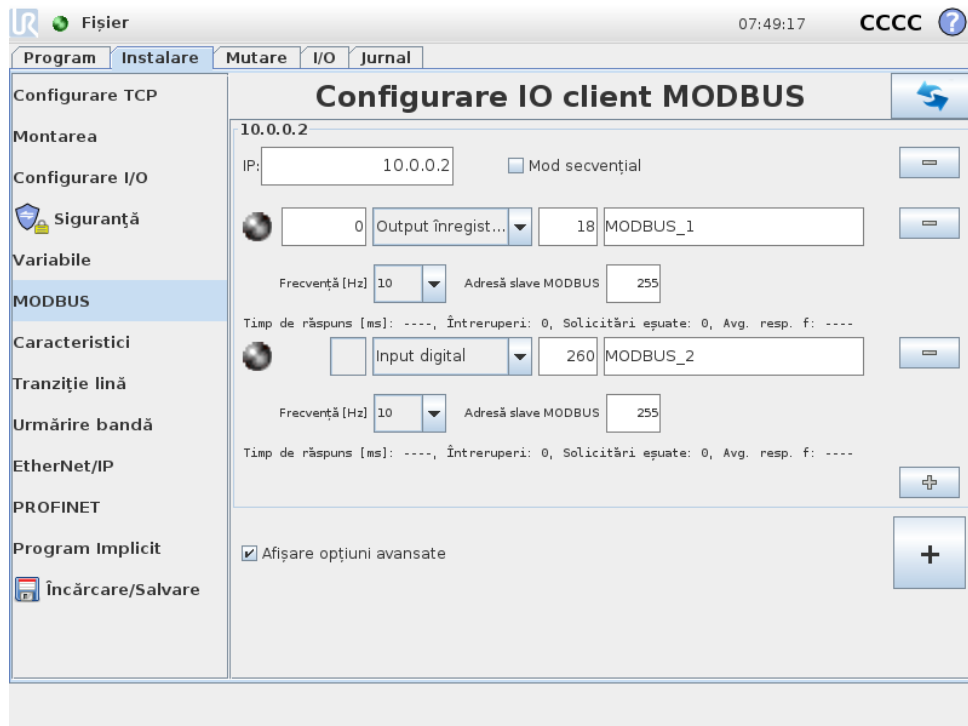 UR Fișier 07:49:17 CCCC ?
Program Instalare Mutare I/O Jurnal
Configurare TCP
Montarea
Configurare I/O
Siguranță
Variabile
MODBUS
Caracteristici
Tranziție lină
Urmărire bandă
EtherNet/IP
PROFINET
Program Implicit
Încărcare/Salvare
Configurare IO client MODBUS
10.0.0.2
IP: 10.0.0.2 Mod secvențial
0 Output înregist... 18 MODBUS_1
Frecvență [Hz] 10 Adresă slave MODBUS 255
Timp de răspuns [ms]: ----, Întreruperi: 0, Solicitări eșuate: 0, Avg. resp. f: ----
Input digital 260 MODBUS_2
Frecvență [Hz] 10 Adresă slave MODBUS 255
Timp de răspuns [ms]: ----, Întreruperi: 0, Solicitări eșuate: 0, Avg. resp. f: ----
Afișare opțiuni avansate